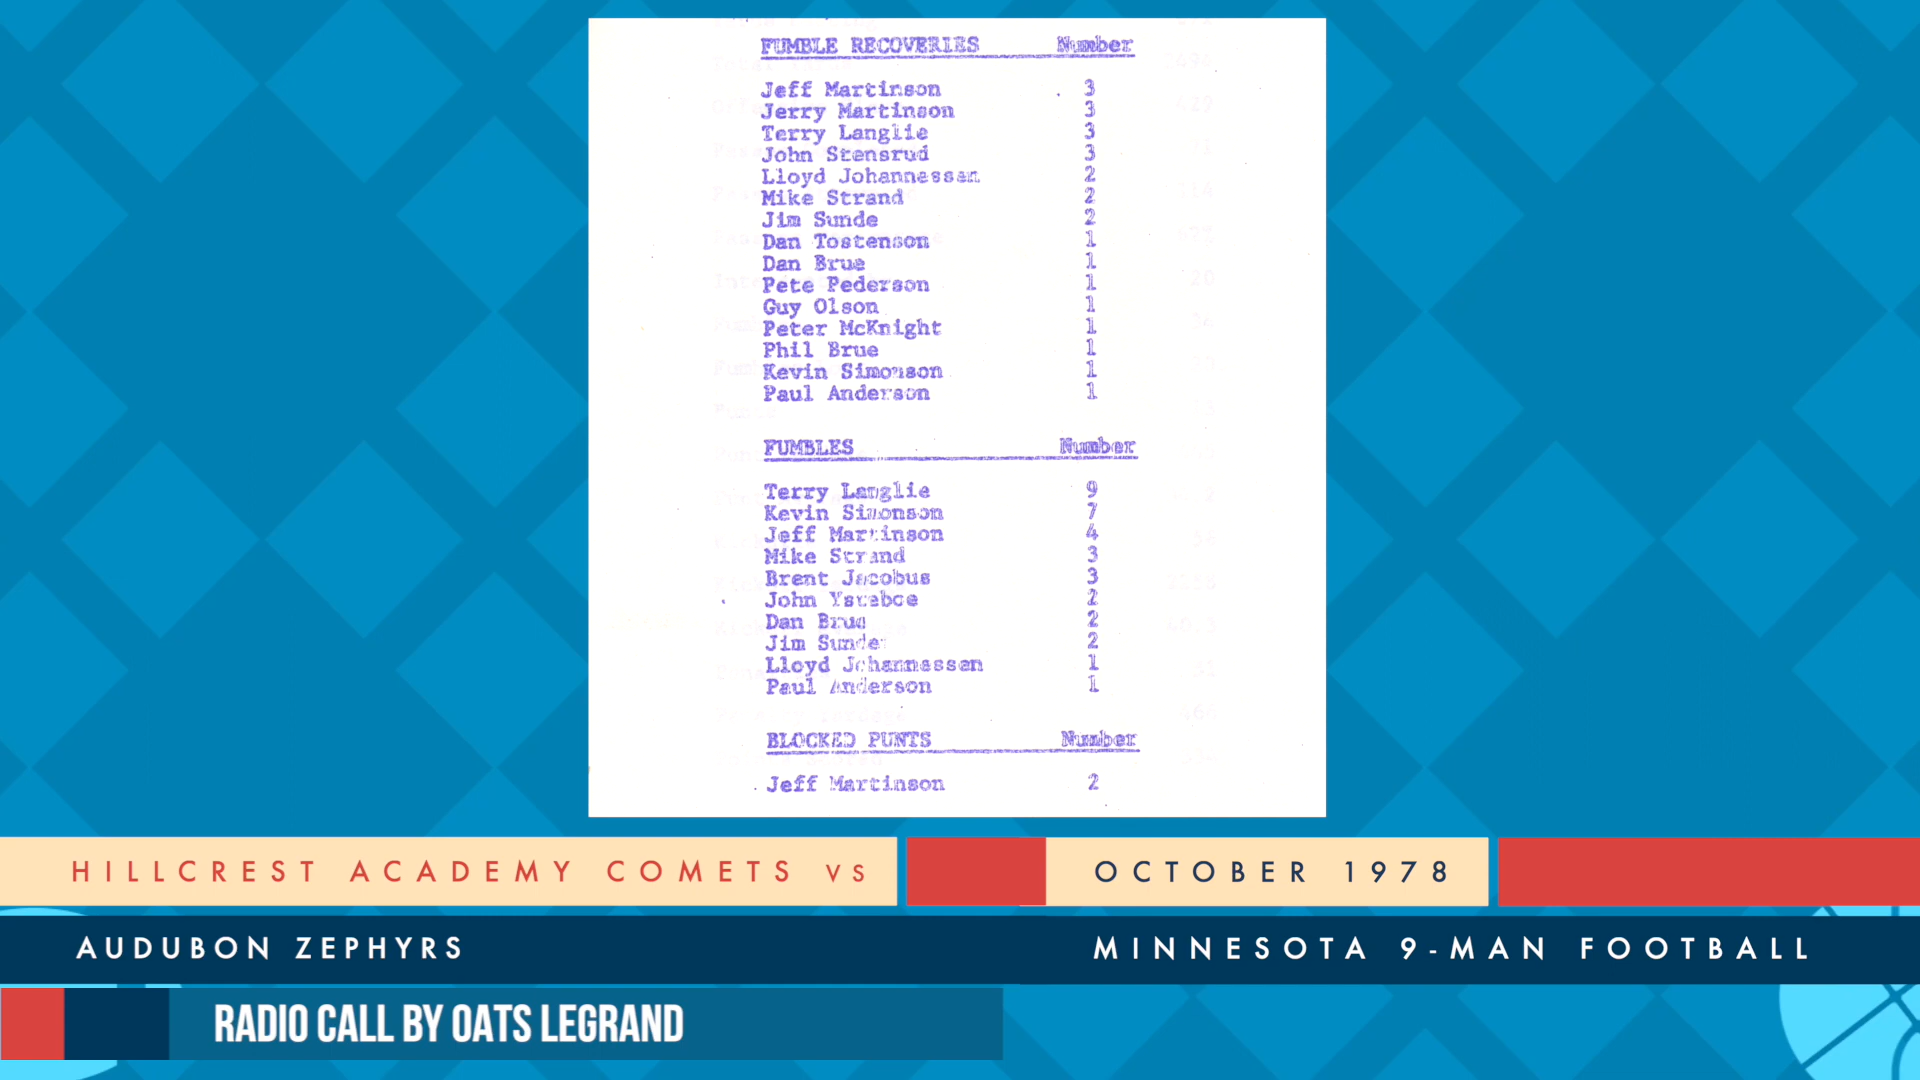 FUMBLE RECOVERIES Number
Jeff Martinson 3
Jerry Martinson 3
Terry Langlie 3
John Stensrud 3
Lloyd Johannessen 2
Mike Strand 2
Jim Sunde 2
Dan Tostenson 1
Dan Brue 1
Pete Pederson 1
Guy Olson 1
Peter McKnight 1
Phil Brue 1
Kevin Simonson 1
Paul Anderson 1
FUMBLES Number
Terry Langlie 9
Kevin Simonson 7
Jeff Martinson 4
Mike Strand 3
Brent Jacobus 3
John 2
Dan Brue 2
Jim Sunde 2
Lloyd Johannessen 1
Paul Anderson 1
BLOCKED PUNTS Number
Jeff Martinson 2
HILLCREST ACADEMY COMETS VS
OCTOBER 1978
AUDUBON ZEPHYRS
MINNESOTA 9-MAN FOOTBALL
RADIO CALL BY OATS LEGRAND